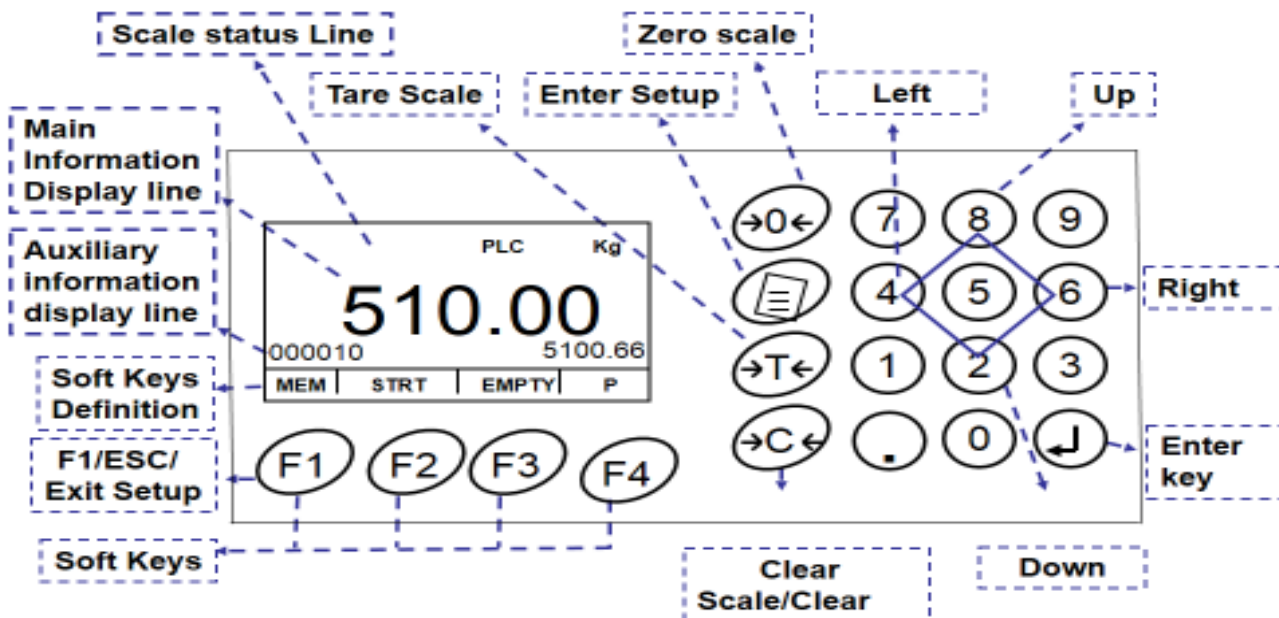 Scale status Line
Zero scale
Tare Scale
Enter Setup
Left
Up
Main
Information
Display line
Auxiliary
information
display line
Soft Keys
Definition
F1/ESC/
Exit Setup
Soft Keys
PLC Kg
510.00
000010 5100.66
MEM STRT EMPTY P
F1 F2 F3 F4
→0← 7 8 9
4 5 6
→T← 1 2 3
→C← . 0 ↵
Right
Enter
key
Clear
Scale/Clear
Down